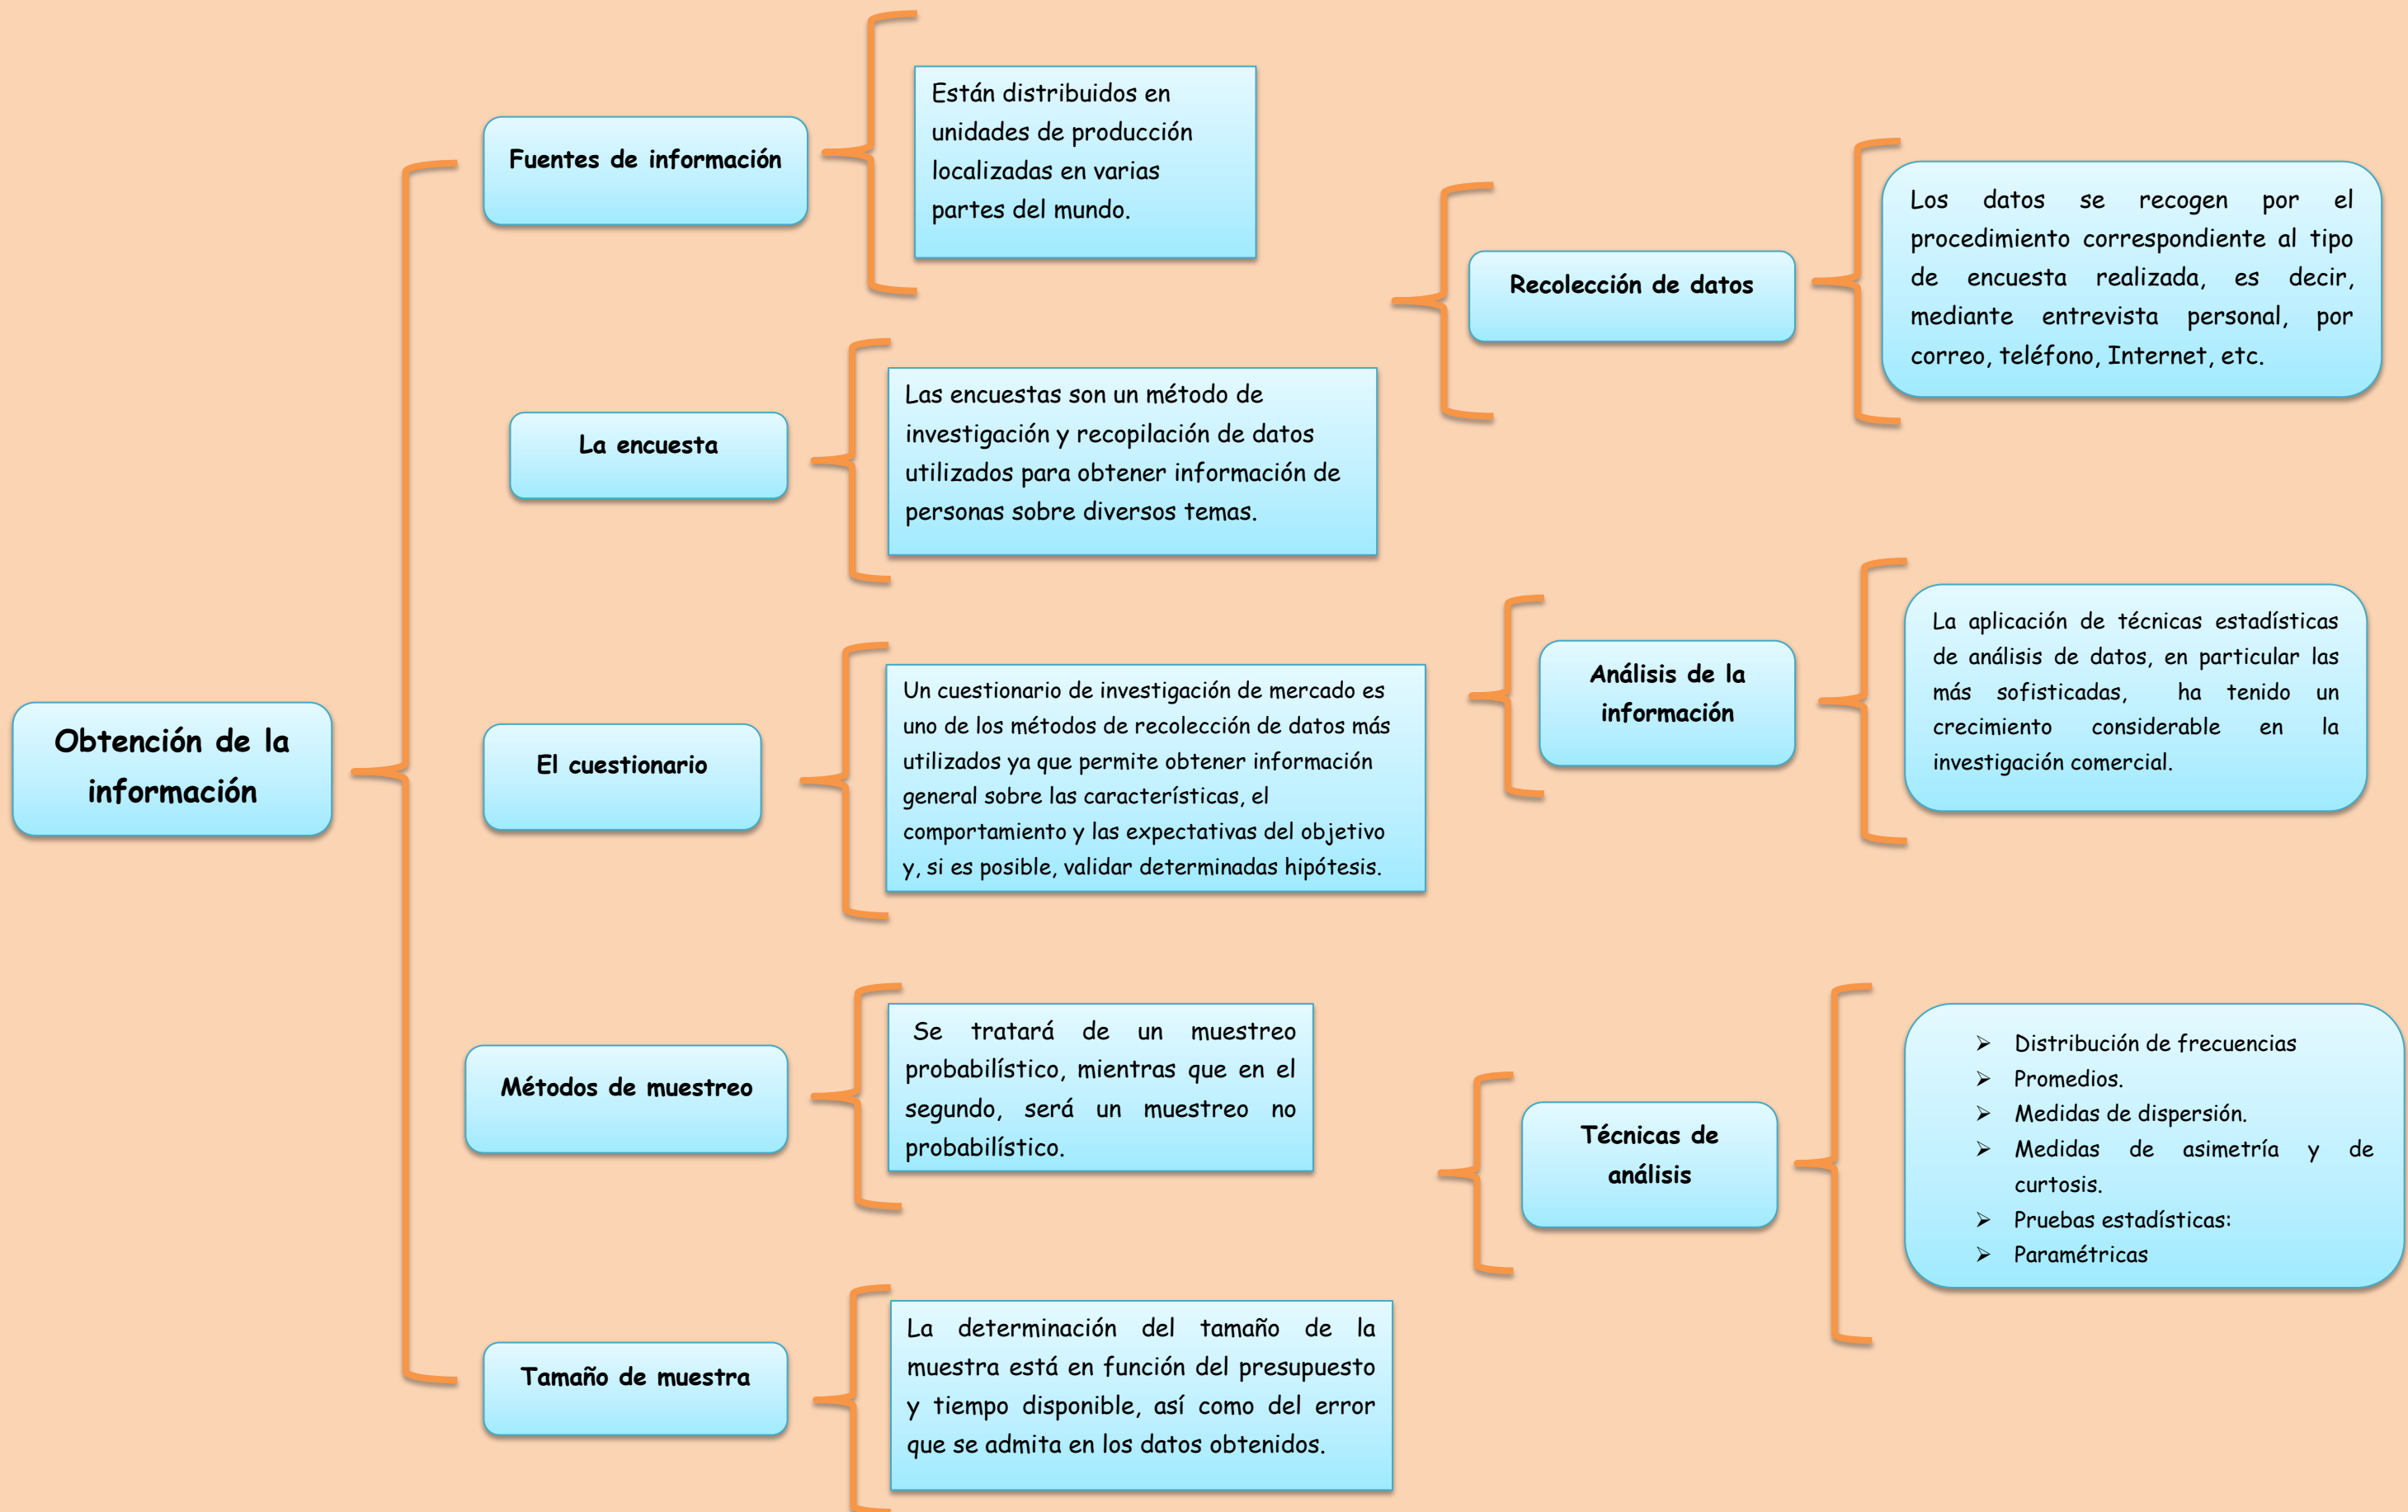 Obtención de la
información
Fuentes de información
Están distribuidos en
unidades de producción
localizadas en varias
partes del mundo.
La encuesta
Las encuestas son un método de
investigación y recopilación de datos
utilizados para obtener información de
personas sobre diversos temas.
El cuestionario
Un cuestionario de investigación de mercado es
uno de los métodos de recolección de datos más
utilizados ya que permite obtener información
general sobre las características, el
comportamiento y las expectativas del objetivo
y, si es posible, validar determinadas hipótesis.
Métodos de muestreo
Se tratará de un muestreo
probabilístico, mientras que en el
segundo, será un muestreo no
probabilístico.
Tamaño de muestra
La determinación del tamaño de la
muestra está en función del presupuesto
y tiempo disponible, así como del error
que se admita en los datos obtenidos.
Recolección de datos
Los datos se recogen por el
procedimiento correspondiente al tipo
de encuesta realizada, es decir,
mediante entrevista personal, por
correo, teléfono, Internet, etc.
Análisis de la
información
La aplicación de técnicas estadísticas
de análisis de datos, en particular las
más sofisticadas, ha tenido un
crecimiento considerable en la
investigación comercial.
Técnicas de
análisis
➢ Distribución de frecuencias
➢ Promedios.
➢ Medidas de dispersión.
➢ Medidas de asimetría y de
curtosis.
➢ Pruebas estadísticas:
➢ Paramétricas